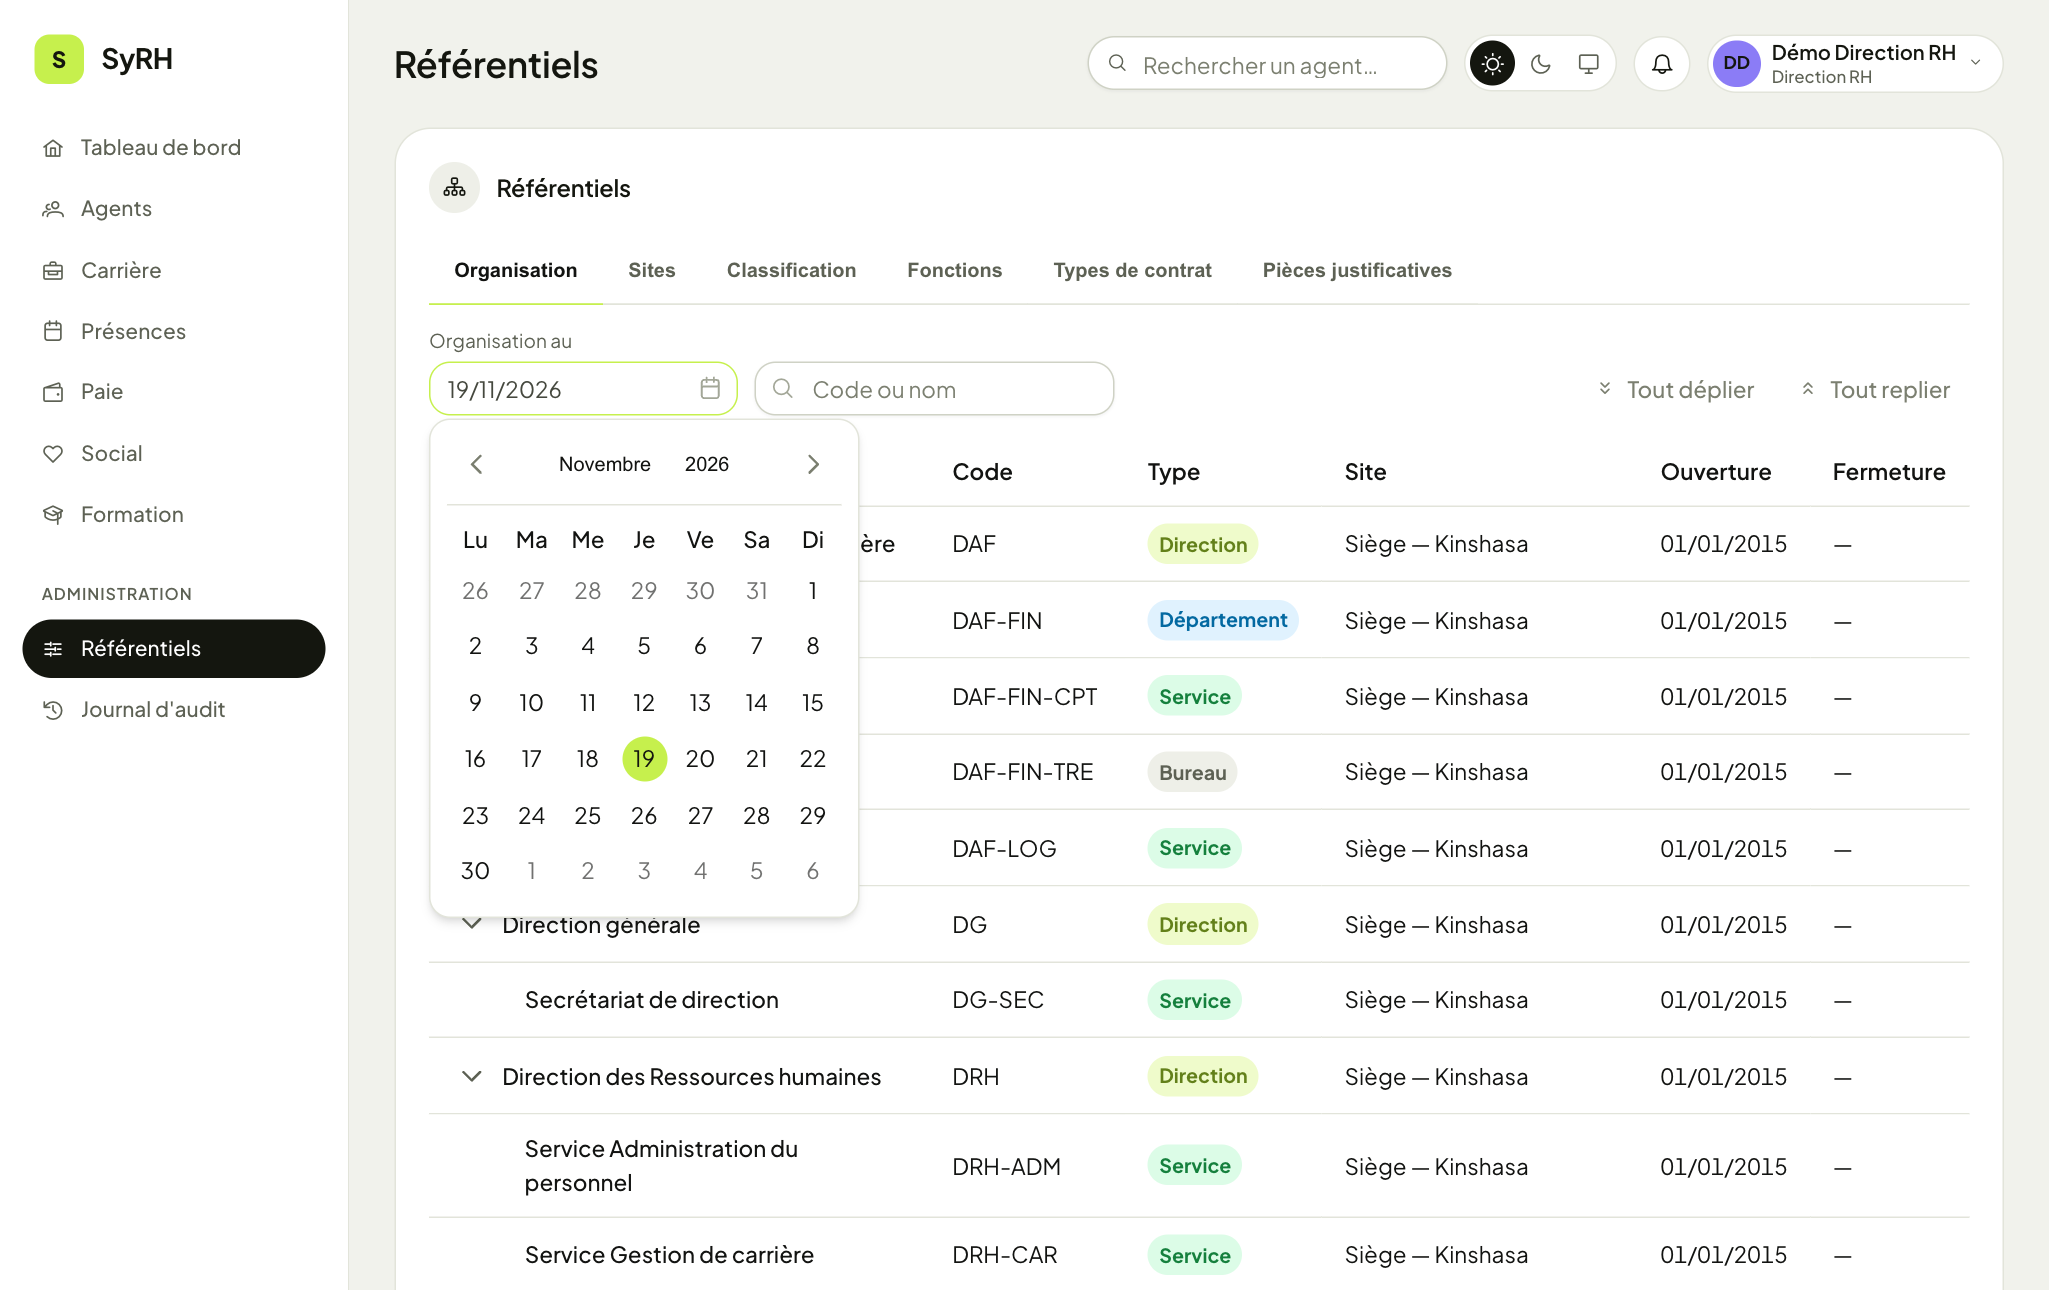 S SyRH
Tableau de bord
Agents
Carrière
Présences
Paie
Social
Formation
ADMINISTRATION
Référentiels
Journal d'audit
Référentiels
Rechercher un agent...
DD
Démo Direction RH
Direction RH
Référentiels
Organisation Sites Classification Fonctions Types de contrat Pièces justificatives
Organisation au
19/11/2026
Code ou nom
Tout déplier Tout replier
Novembre 2026
Lu Ma Me Je Ve Sa Di
26 27 28 29 30 31 1
2 3 4 5 6 7 8
9 10 11 12 13 14 15
16 17 18 19 20 21 22
23 24 25 26 27 28 29
30 1 2 3 4 5 6
Code Type Site Ouverture Fermeture
ère DAF Direction Siège — Kinshasa 01/01/2015 —
DAF-FIN Département Siège — Kinshasa 01/01/2015 —
DAF-FIN-CPT Service Siège — Kinshasa 01/01/2015 —
DAF-FIN-TRE Bureau Siège — Kinshasa 01/01/2015 —
DAF-LOG Service Siège — Kinshasa 01/01/2015 —
Direction générale DG Direction Siège — Kinshasa 01/01/2015 —
Secrétariat de direction DG-SEC Service Siège — Kinshasa 01/01/2015 —
Direction des Ressources humaines DRH Direction Siège — Kinshasa 01/01/2015 —
Service Administration du
personnel DRH-ADM Service Siège — Kinshasa 01/01/2015 —
Service Gestion de carrière DRH-CAR Service Siège — Kinshasa 01/01/2015 —